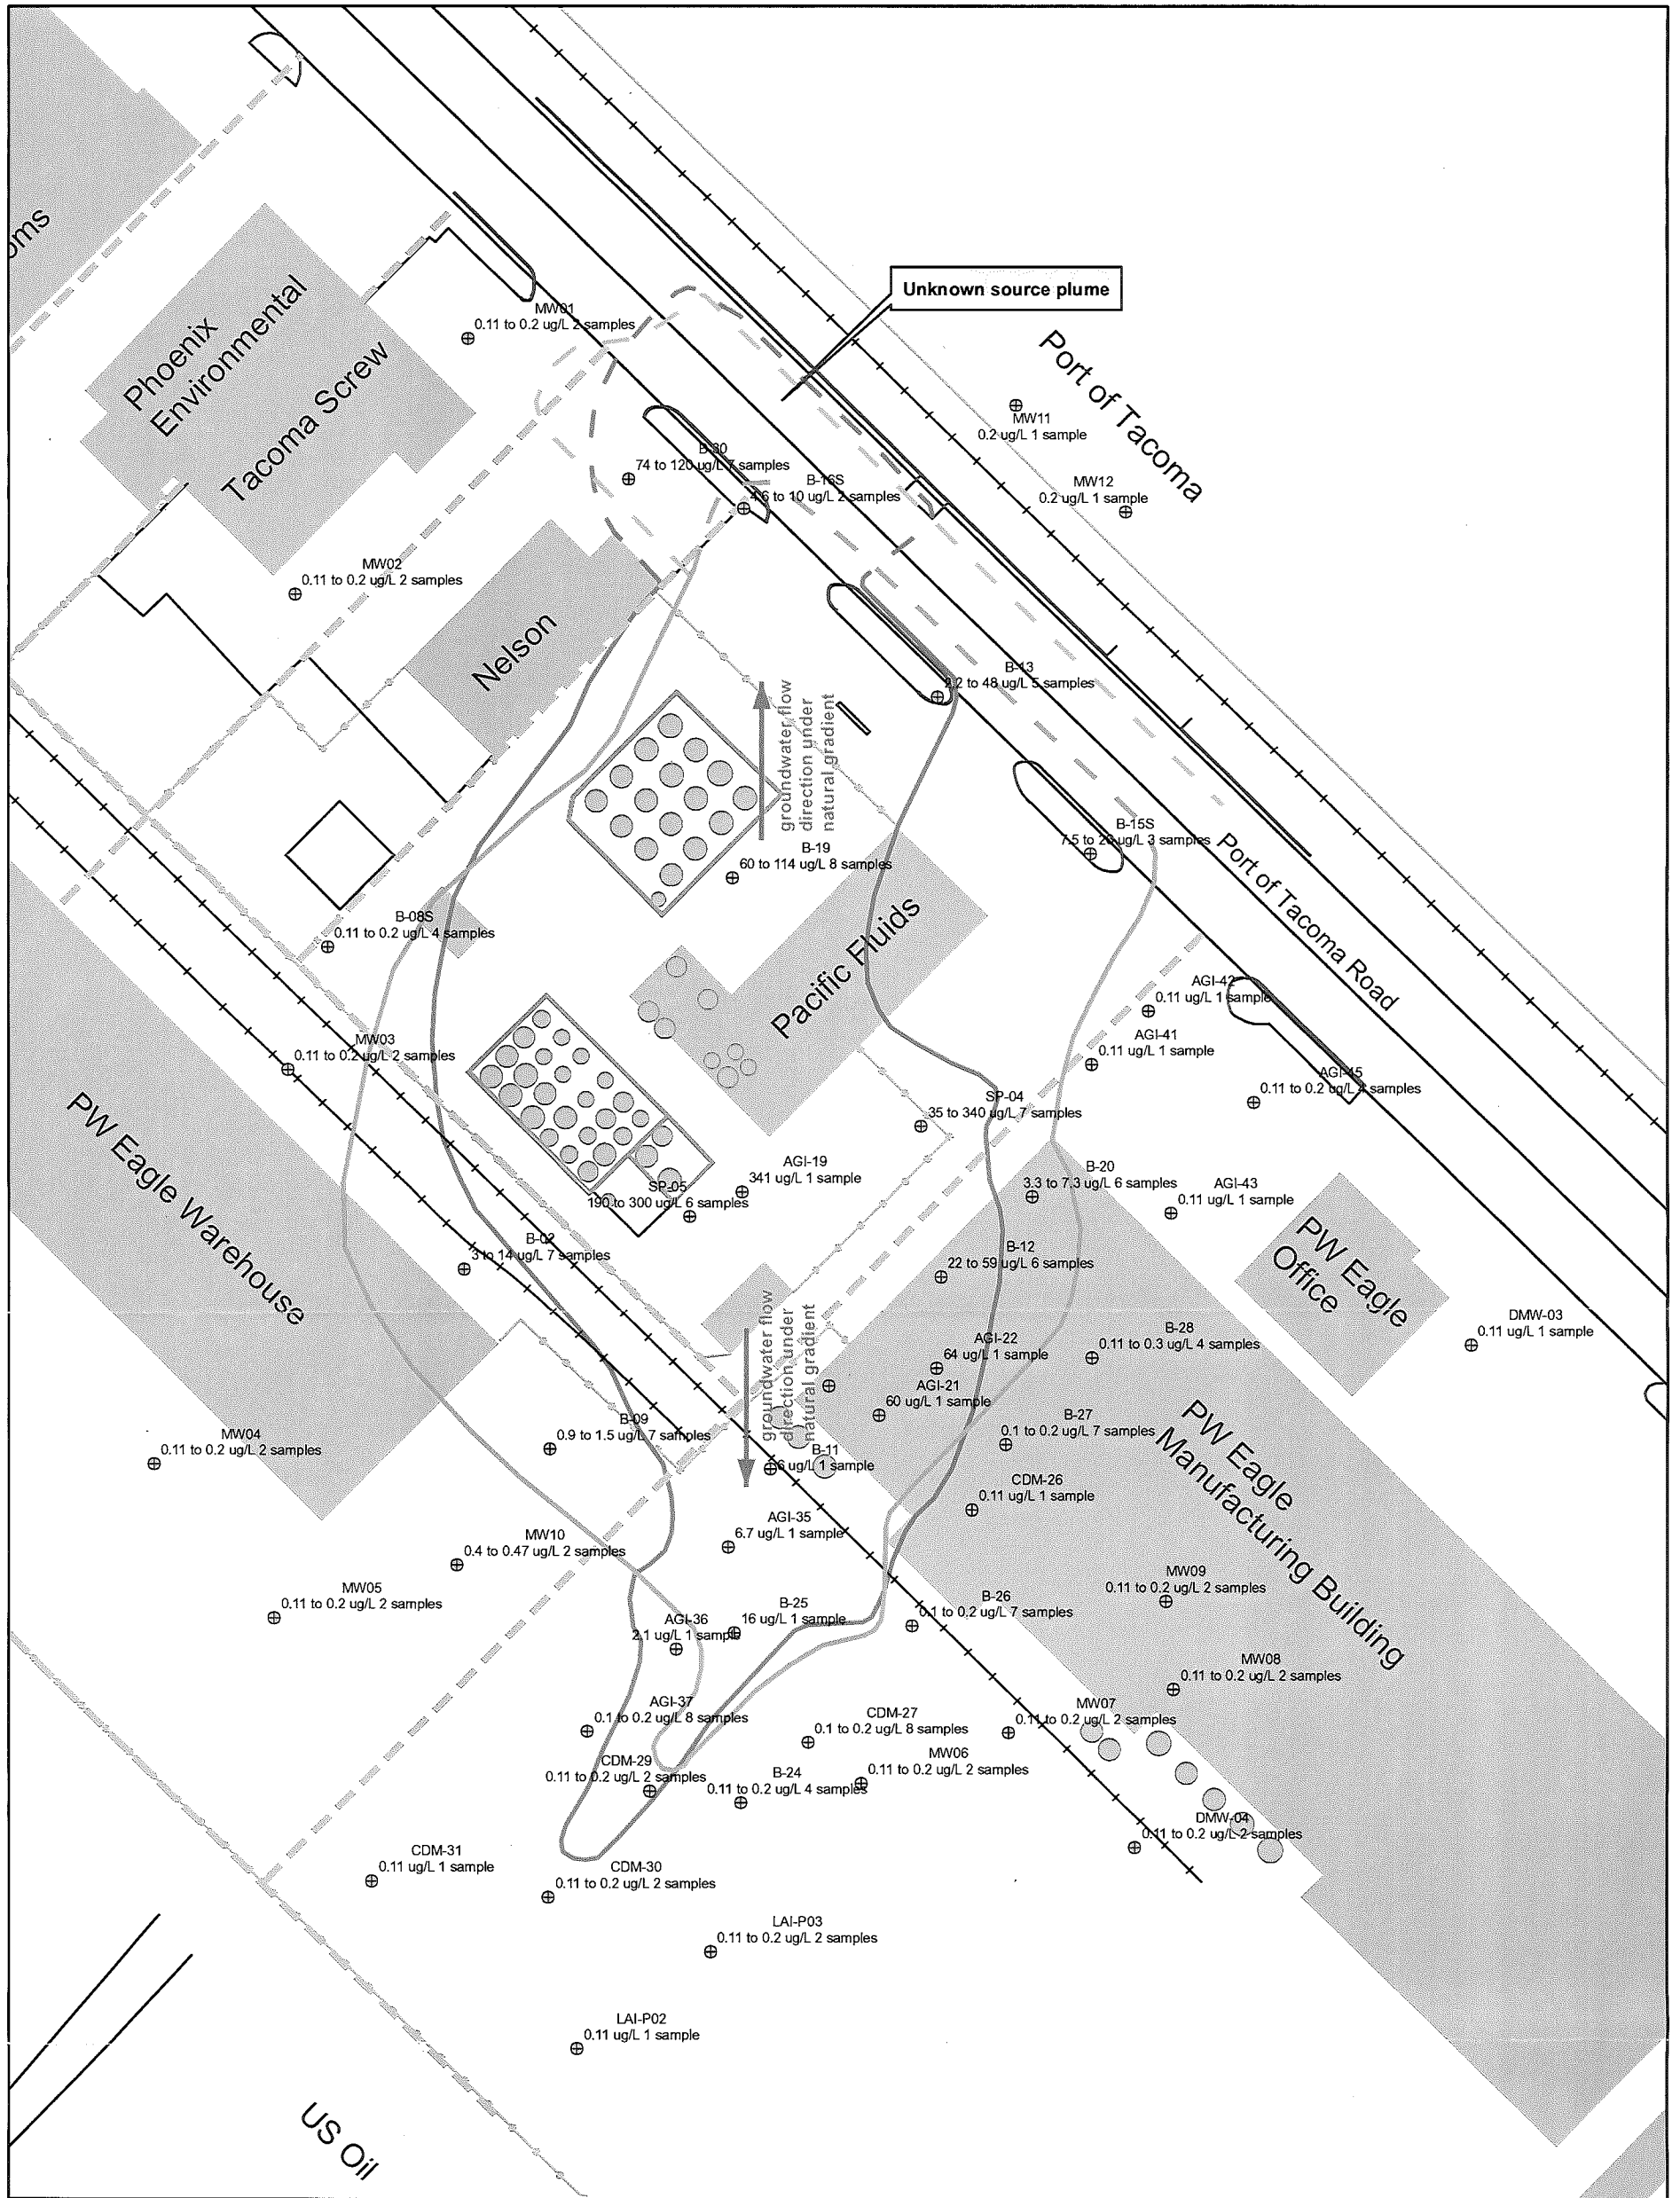 Unknown source plume
Port of Tacoma
oms
Phoenix
Environmental
Tacoma Screw
MW01
0.11 to 0.2 ug/L 2 samples
MW11
0.2 ug/L 1 sample
B-30
74 to 120 ug/L 7 samples
B-16S
4.6 to 10 ug/L 2 samples
MW12
0.2 ug/L 1 sample
MW02
0.11 to 0.2 ug/L 2 samples
Nelson
B-13
2.2 to 48 ug/L 5 samples
groundwater flow
direction under
natural gradient
B-15S
ug/L 3 samples
Port of Tacoma Road
B-19
60 to 114 ug/L 8 samples
B-08S
0.11 to 0.2 ug/L 4 samples
Pacific Fluids
AGI-42
0.11 ug/L 1 sample
MW03
0.11 to 0.2 ug/L 2 samples
AGI-41
0.11 ug/L 1 sample
AGI-45
0.11 to 0.2 ug/L 4 samples
PW Eagle Warehouse
SP-04
35 to 340 ug/L 7 samples
AGI-19
341 ug/L 1 sample
SP-05
190 to 300 ug/L 6 samples
B-20
3.3 to 7.3 ug/L 6 samples
AGI-43
0.11 ug/L 1 sample
B-02
3 to 14 ug/L 7 samples
B-12
22 to 59 ug/L 6 samples
PW Eagle
Office
DMW-03
0.11 ug/L 1 sample
B-28
0.11 to 0.3 ug/L 4 samples
AGI-22
64 ug/L 1 sample
groundwater flow
direction under
natural gradient
AGI-21
60 ug/L 1 sample
B-09
0.9 to 1.5 ug/L 7 samples
B-27
0.1 to 0.2 ug/L 7 samples
MW04
0.11 to 0.2 ug/L 2 samples
B-11
6 ug/L 1 sample
PW Eagle
Manufacturing Building
CDM-26
0.11 ug/L 1 sample
AGI-35
6.7 ug/L 1 sample
MW10
0.4 to 0.47 ug/L 2 samples
MW05
0.11 to 0.2 ug/L 2 samples
MW09
0.11 to 0.2 ug/L 2 samples
B-25
16 ug/L 1 sample
B-26
0.1 to 0.2 ug/L 7 samples
AGI-36
2.1 ug/L 1 sample
MW08
0.11 to 0.2 ug/L 2 samples
AGI-37
0.1 to 0.2 ug/L 8 samples
CDM-27
0.1 to 0.2 ug/L 8 samples
MW07
0.11 to 0.2 ug/L 2 samples
MW06
0.11 to 0.2 ug/L 2 samples
CDM-29
0.11 to 0.2 ug/L 2 samples
B-24
0.11 to 0.2 ug/L 4 samples
DMW-04
0.11 to 0.2 ug/L 2 samples
CDM-31
0.11 ug/L 1 sample
CDM-30
0.11 to 0.2 ug/L 2 samples
LAI-P03
0.11 to 0.2 ug/L 2 samples
LAI-P02
0.11 ug/L 1 sample
US Oil